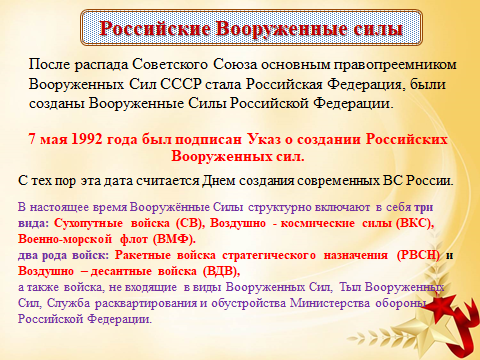 Российские Вооруженные силы
После распада Советского Союза основным правопреемником
Вооруженных Сил СССР стала Российская Федерация, были
созданы Вооруженные Силы Российской Федерации.
7 мая 1992 года был подписан Указ о создании Российских
Вооруженных сил.
С тех пор эта дата считается Днем создания современных ВС России.
В настоящее время Вооружённые Силы структурно включают в себя три
вида: Сухопутные войска (СВ), Воздушно - космические силы (ВКС),
Военно-морской флот (ВМФ).
два рода войск: Ракетные войска стратегического назначения (РВСН) и
Воздушно – десантные войска (ВДВ),
а также войска, не входящие в виды Вооруженных Сил, Тыл Вооруженных
Сил, Служба расквартирования и обустройства Министерства обороны
Российской Федерации.